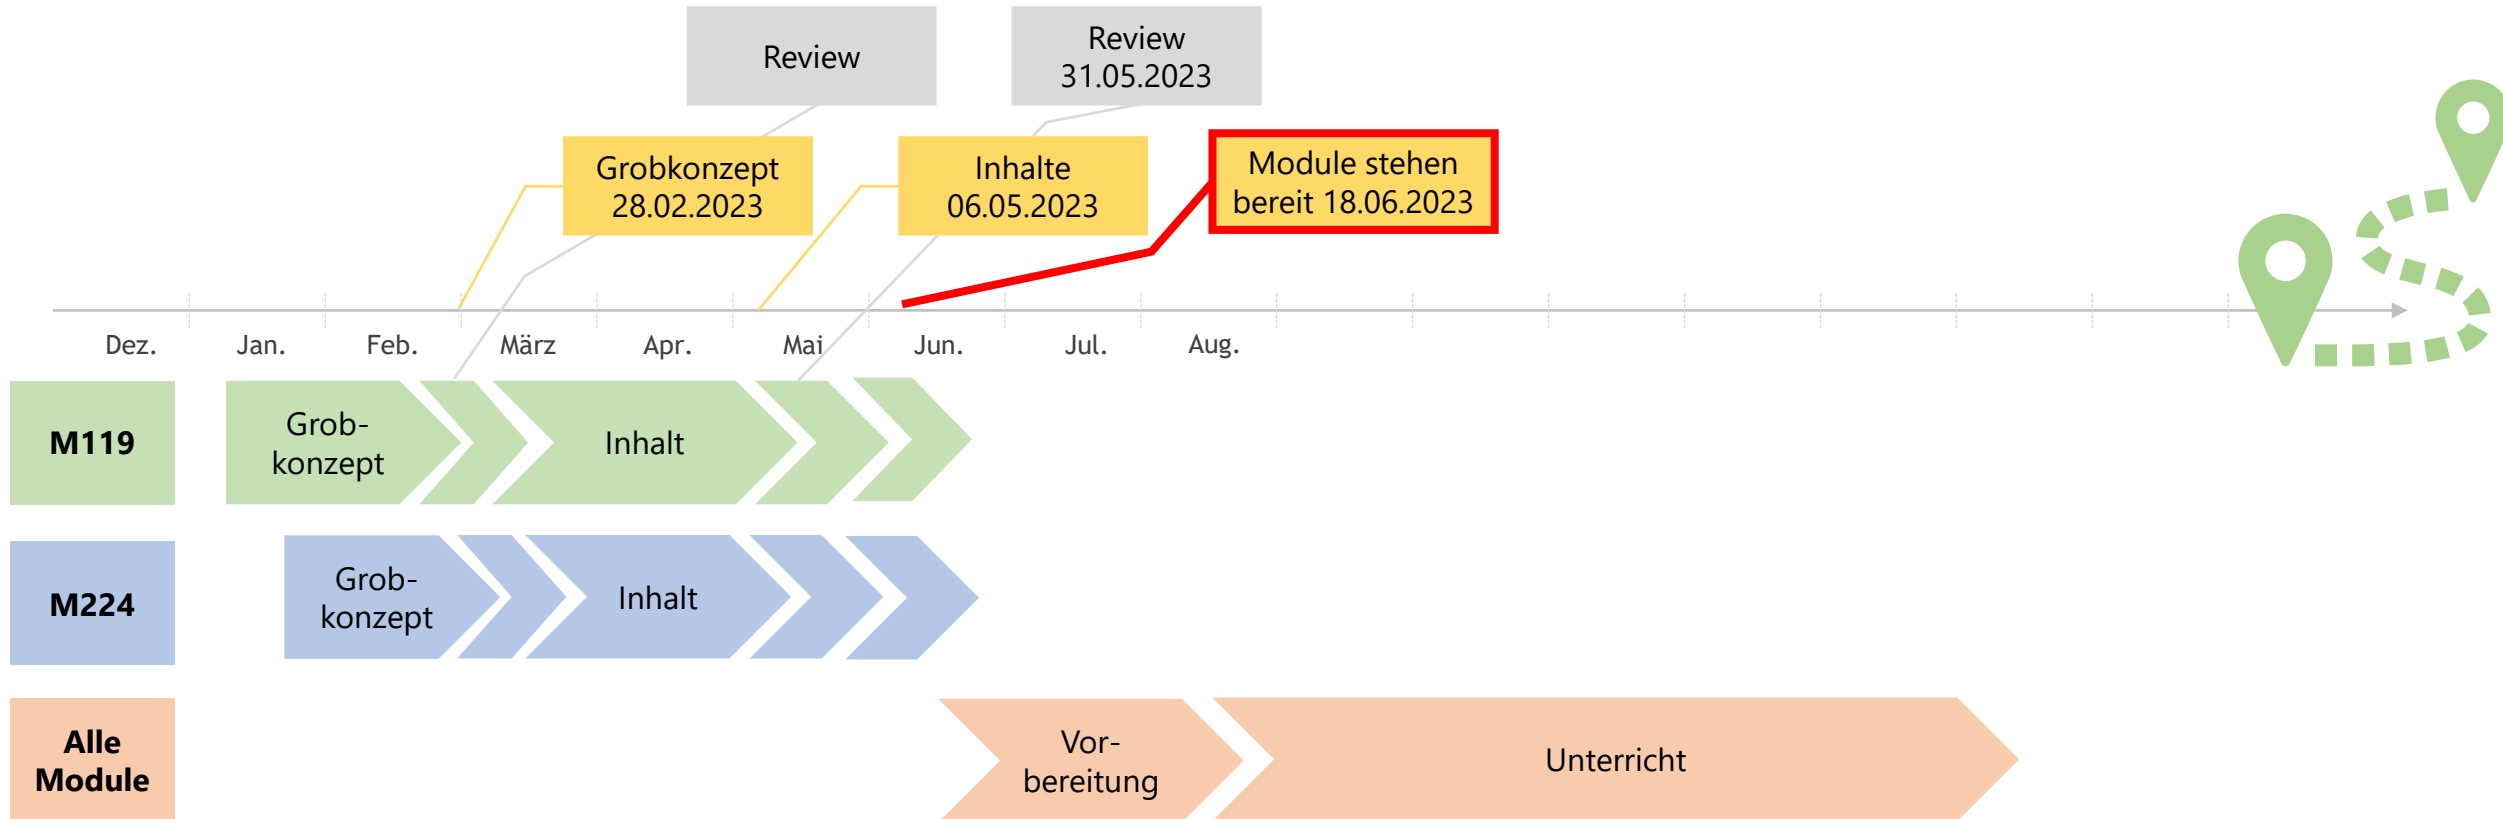 Review
Review
31.05.2023
Grobkonzept
28.02.2023
Inhalte
06.05.2023
Module stehen
bereit 18.06.2023
Dez.
Jan.
Feb.
März
Apr.
Mai
Jun.
Jul.
Aug.
M119
Grob-
konzept
Inhalt
M224
Grob-
konzept
Inhalt
Alle
Module
Vor-
bereitung
Unterricht